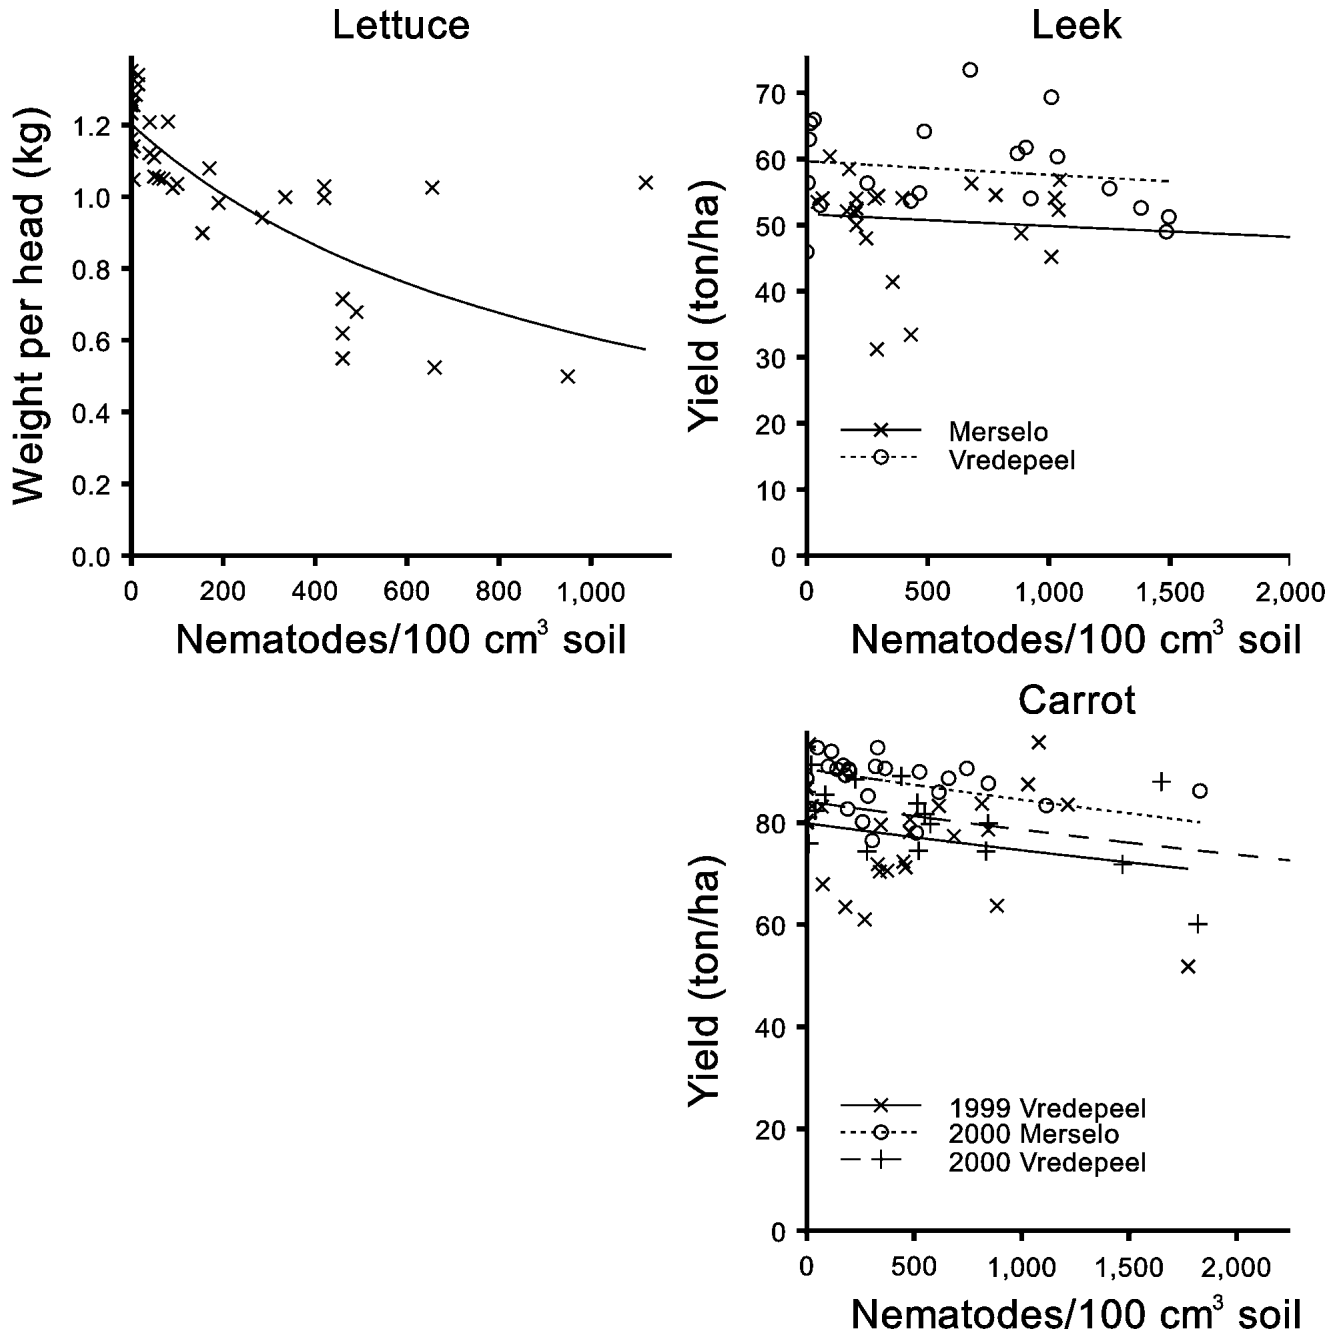 Lettuce
Weight per head (kg)
1.2
1.0
0.8
0.6
0.4
0.2
0.0
0 200 400 600 800 1,000
Nematodes/100 cm³ soil
Leek
Yield (ton/ha)
70
60
50
40
30
20
10
0
Merselo
Vredepeel
0 500 1,000 1,500 2,000
Nematodes/100 cm³ soil
Carrot
Yield (ton/ha)
80
60
40
20
0
1999 Vredepeel
2000 Merselo
2000 Vredepeel
0 500 1,000 1,500 2,000
Nematodes/100 cm³ soil